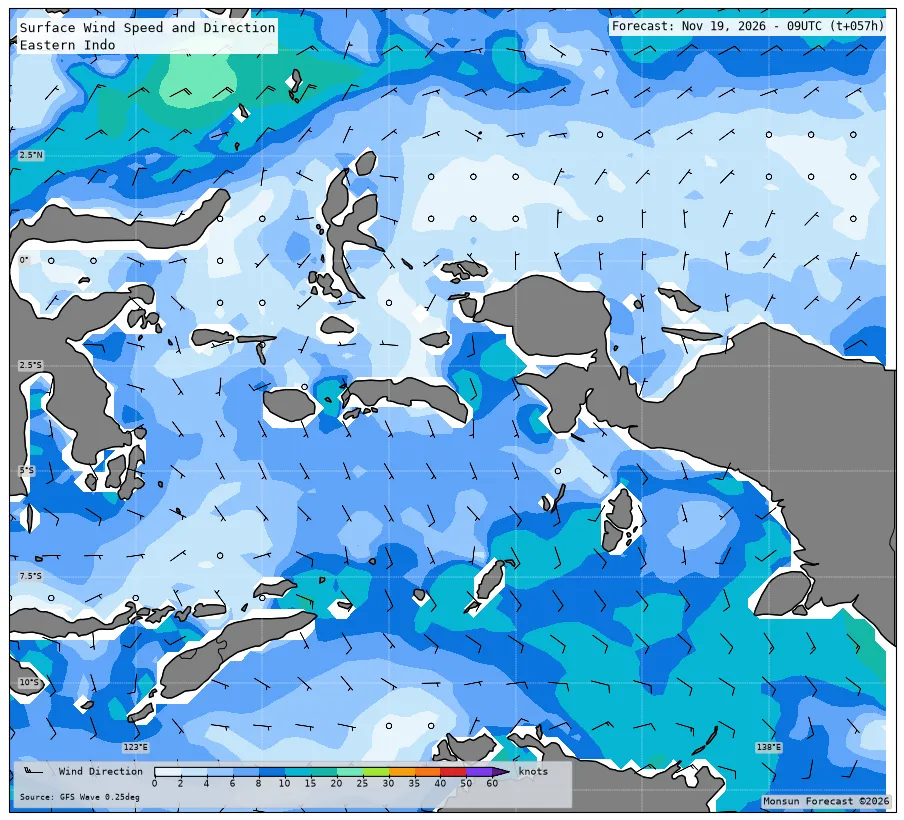 Surface Wind Speed and Direction
Eastern Indo
Forecast: Nov 19, 2026 - 09UTC (t+057h)
2.5°N
0°
2.5°S
5°S
7.5°S
10°S
123°E
138°E
Wind Direction
0 2 4 6 8 10 15 20 25 30 35 40 50 60
knots
Source: GFS Wave 0.25deg
Monsun Forecast ©2026